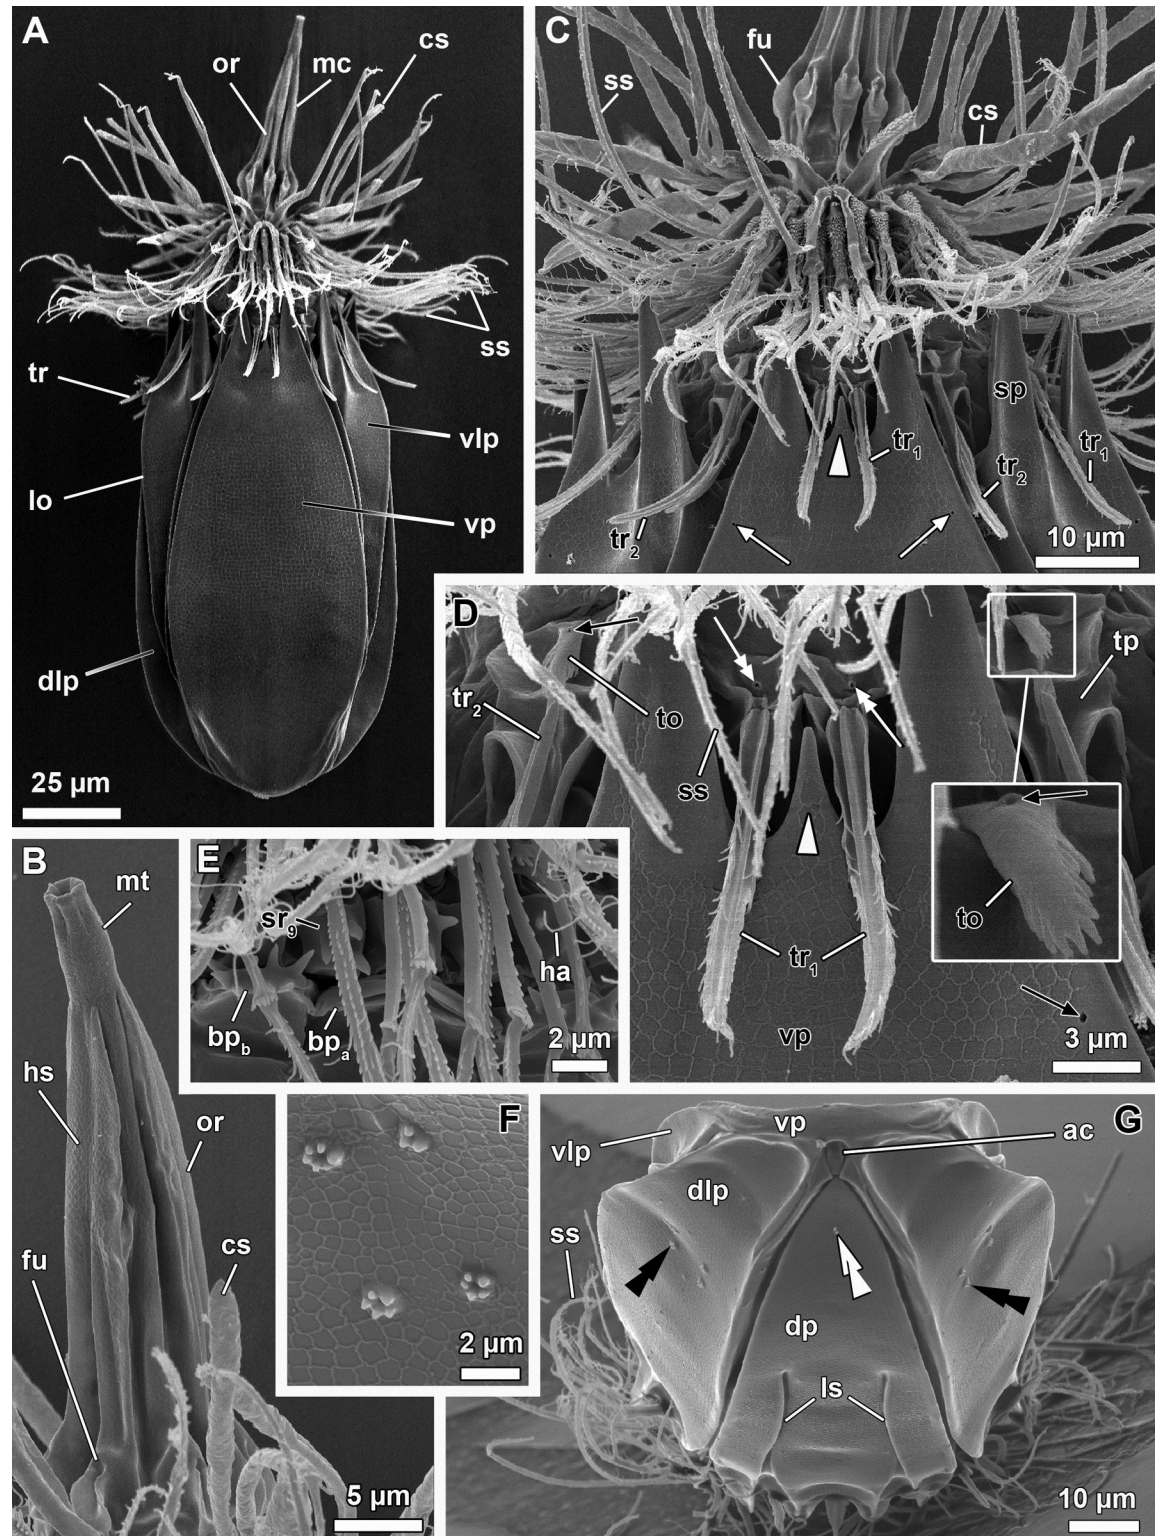 A
or
mc
cs
ss
tr
lo
vlp
vp
dlp
25 µm
C
fu
ss
cs
sp
tr1
tr1
tr2
tr2
10 µm
D
tr2
to
ss
tp
to
tr1
vp
3 µm
B
mt
hs
or
fu
cs
5 µm
E
sr9
ha
bpb
bpa
2 µm
F
2 µm
G
vp
ac
vlp
dlp
ss
dp
ls
10 µm